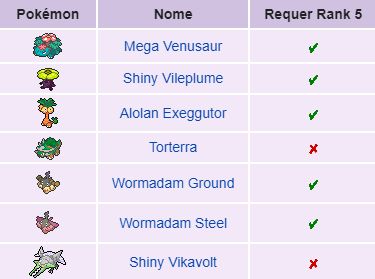 Pokémon Nome Requer Rank 5
Mega Venusaur ✔
Shiny Vileplume ✔
Alolan Exeggutor ✔
Torterra ✘
Wormadam Ground ✔
Wormadam Steel ✔
Shiny Vikavolt ✘